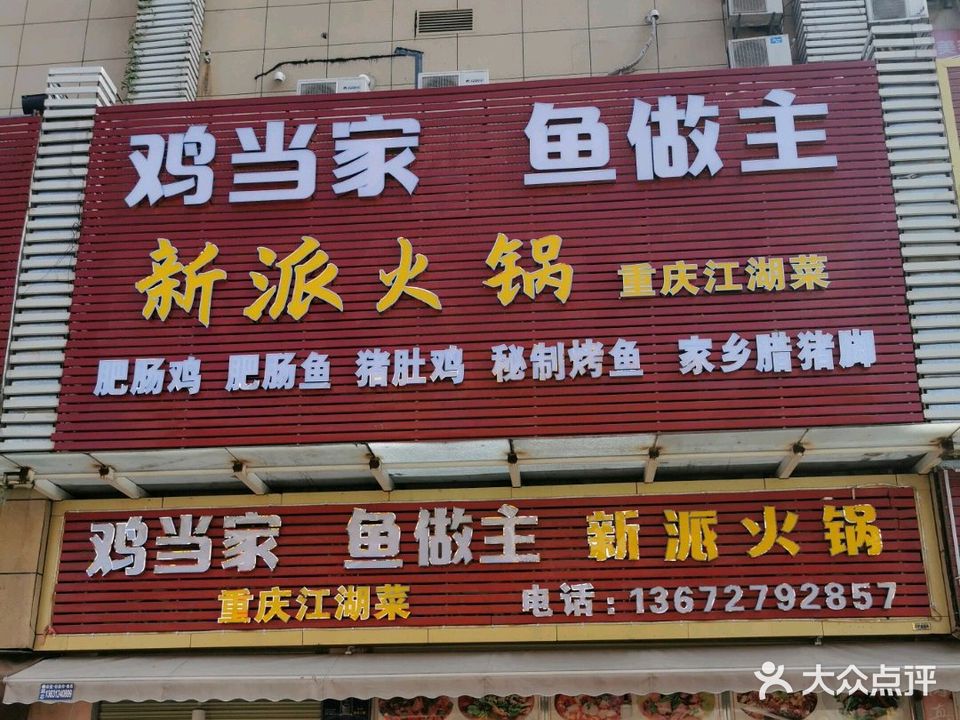 鸡当家 鱼做主
新派火锅 重庆江湖菜
肥肠鸡 肥肠鱼 猪肚鸡 秘制烤鱼 家乡腊猪脚
鸡当家 鱼做主 新派火锅
重庆江湖菜 电话:13672792857
大众点评